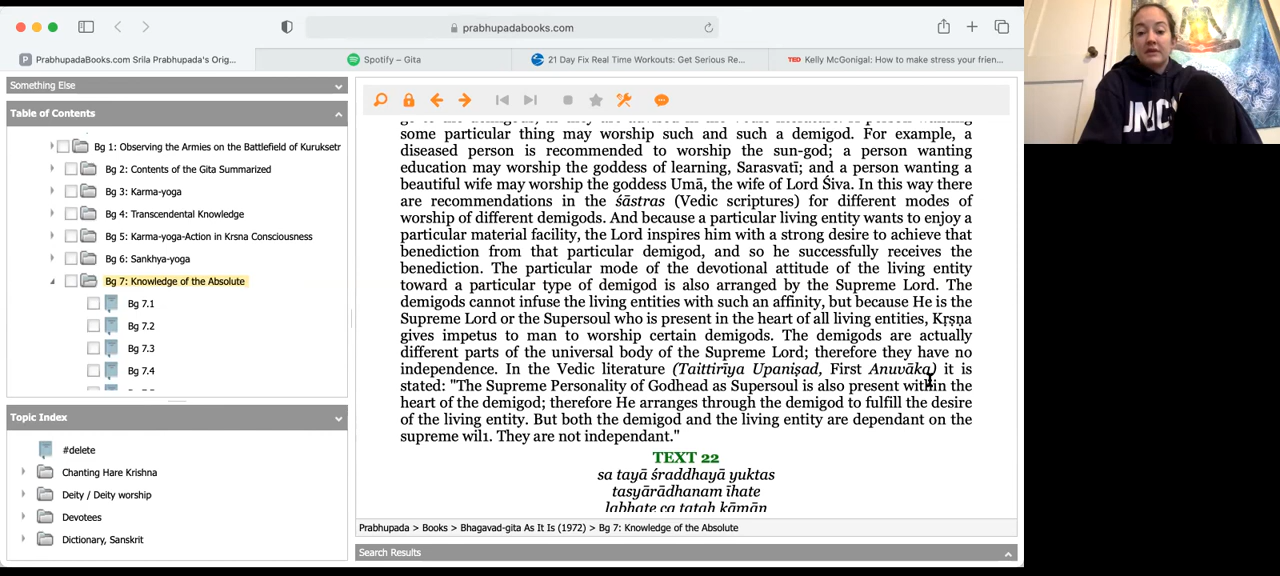 prabhupadabooks.com
PrabhupadaBooks.com Srila Prabhupada's Orig...
Spotify – Gita
21 Day Fix Real Time Workouts: Get Serious Re...
TED Kelly McGonigal: How to make stress your frien...
Something Else
Table of Contents
Bg 1: Observing the Armies on the Battlefield of Kuruksetr
Bg 2: Contents of the Gita Summarized
Bg 3: Karma-yoga
Bg 4: Transcendental Knowledge
Bg 5: Karma-yoga-Action in Krsna Consciousness
Bg 6: Sankhya-yoga
Bg 7: Knowledge of the Absolute
Bg 7.1
Bg 7.2
Bg 7.3
Bg 7.4
Topic Index
#delete
Chanting Hare Krishna
Deity / Deity worship
Devotees
Dictionary, Sanskrit
some particular thing may worship such and such a demigod. For example, a
diseased person is recommended to worship the sun-god; a person wanting
education may worship the goddess of learning, Sarasvatī; and a person wanting a
beautiful wife may worship the goddess Umā, the wife of Lord Śiva. In this way there
are recommendations in the śāstras (Vedic scriptures) for different modes of
worship of different demigods. And because a particular living entity wants to enjoy a
particular material facility, the Lord inspires him with a strong desire to achieve that
benediction from that particular demigod, and so he successfully receives the
benediction. The particular mode of the devotional attitude of the living entity
toward a particular type of demigod is also arranged by the Supreme Lord. The
demigods cannot infuse the living entities with such an affinity, but because He is the
Supreme Lord or the Supersoul who is present in the heart of all living entities, Kṛṣṇa
gives impetus to man to worship certain demigods. The demigods are actually
different parts of the universal body of the Supreme Lord; therefore they have no
independence. In the Vedic literature (Taittirīya Upaniṣad, First Anuvāka) it is
stated: "The Supreme Personality of Godhead as Supersoul is also present within the
heart of the demigod; therefore He arranges through the demigod to fulfill the desire
of the living entity. But both the demigod and the living entity are dependant on the
supreme wil1. They are not independant."
TEXT 22
sa tayā śraddhayā yuktas
tasyārādhanam īhate
labhate ca tataḥ kāmān
Prabhupada > Books > Bhagavad-gita As It Is (1972) > Bg 7: Knowledge of the Absolute
Search Results